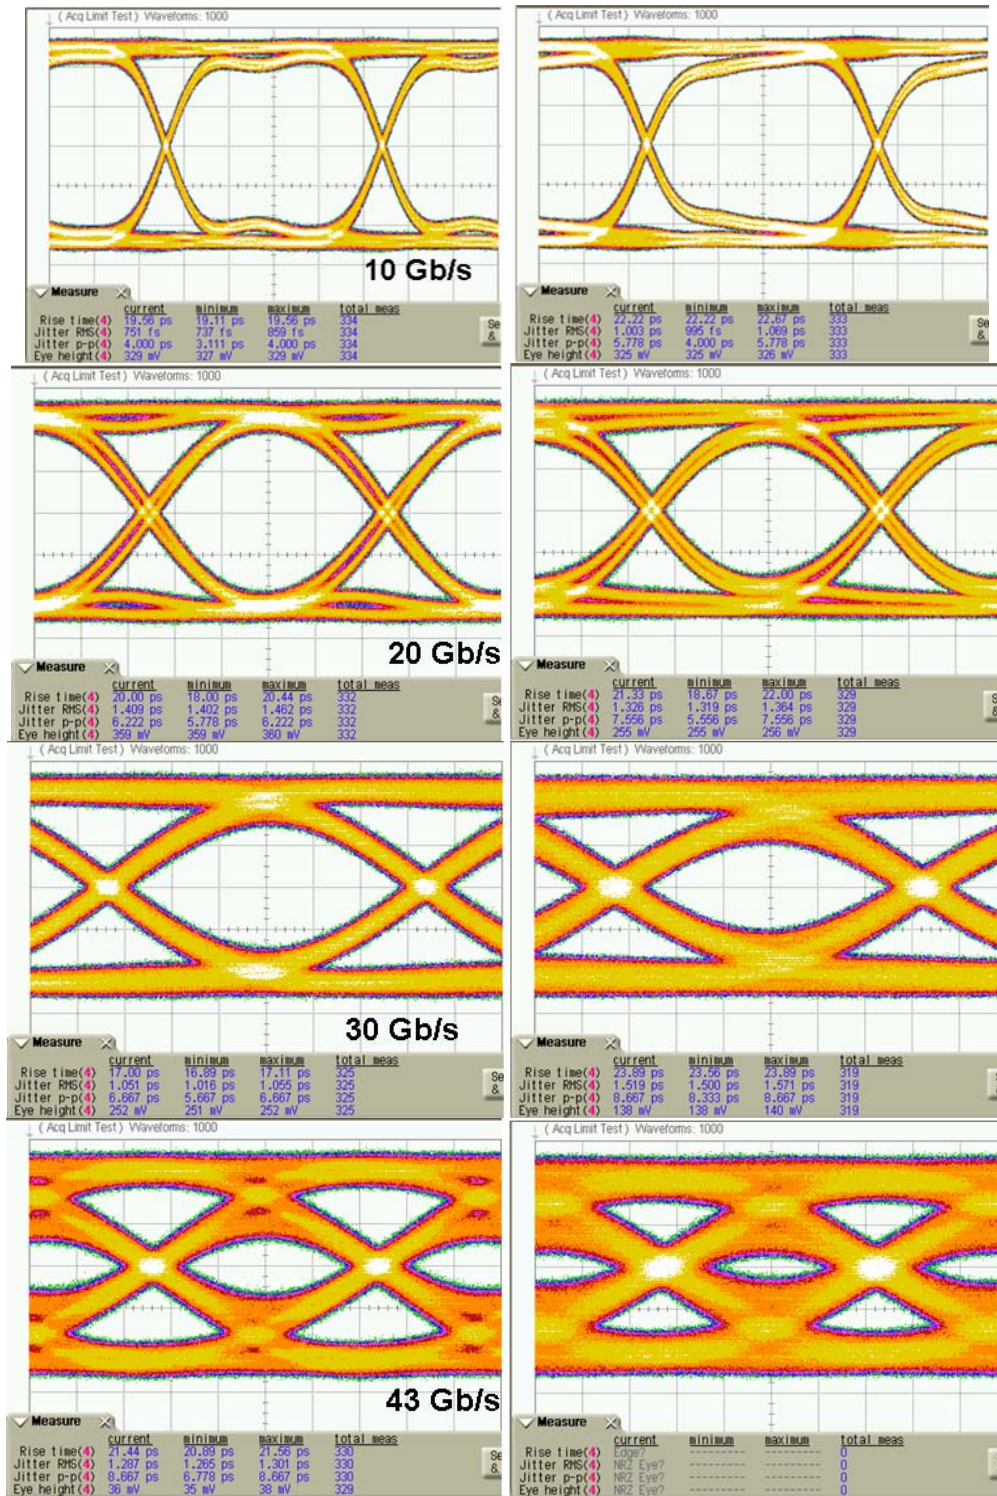 ( Acq Limit Test ) Waveforms: 1000
10 Gb/s
Measure
current minimum maximum total meas
Rise time(4) 19.56 ps 19.11 ps 19.56 ps 334
Jitter RMS(4) 751 fs 737 fs 859 fs 334
Jitter p-p(4) 4.000 ps 3.111 ps 4.000 ps 334
Eye height(4) 329 mV 327 mV 329 mV 334
Se
&
( Acq Limit Test ) Waveforms: 1000
Measure
current minimum maximum total meas
Rise time(4) 22.22 ps 22.22 ps 22.67 ps 333
Jitter RMS(4) 1.003 ps 995 fs 1.069 ps 333
Jitter p-p(4) 5.778 ps 4.000 ps 5.778 ps 333
Eye height(4) 325 mV 325 mV 326 mV 333
Se
&
( Acq Limit Test ) Waveforms: 1000
20 Gb/s
Measure
current minimum maximum total meas
Rise time(4) 20.00 ps 18.00 ps 20.44 ps 332
Jitter RMS(4) 1.409 ps 1.402 ps 1.462 ps 332
Jitter p-p(4) 6.222 ps 5.778 ps 6.222 ps 332
Eye height(4) 359 mV 359 mV 360 mV 332
Se
&
( Acq Limit Test ) Waveforms: 1000
Measure
current minimum maximum total meas
Rise time(4) 21.33 ps 18.67 ps 22.00 ps 329
Jitter RMS(4) 1.326 ps 1.319 ps 1.364 ps 329
Jitter p-p(4) 7.556 ps 5.556 ps 7.556 ps 329
Eye height(4) 255 mV 255 mV 256 mV 329
( Acq Limit Test ) Waveforms: 1000
30 Gb/s
Measure
current minimum maximum total meas
Rise time(4) 17.00 ps 16.89 ps 17.11 ps 325
Jitter RMS(4) 1.051 ps 1.016 ps 1.055 ps 325
Jitter p-p(4) 6.667 ps 5.667 ps 6.667 ps 325
Eye height(4) 252 mV 251 mV 252 mV 325
Se
&
( Acq Limit Test ) Waveforms: 1000
Measure
current minimum maximum total meas
Rise time(4) 23.89 ps 23.56 ps 23.89 ps 319
Jitter RMS(4) 1.519 ps 1.500 ps 1.571 ps 319
Jitter p-p(4) 8.667 ps 8.333 ps 8.667 ps 319
Eye height(4) 138 mV 138 mV 140 mV 319
( Acq Limit Test ) Waveforms: 1000
43 Gb/s
Measure
current minimum maximum total meas
Rise time(4) 21.44 ps 20.89 ps 21.56 ps 330
Jitter RMS(4) 1.287 ps 1.265 ps 1.301 ps 330
Jitter p-p(4) 8.667 ps 6.778 ps 8.667 ps 330
Eye height(4) 36 mV 35 mV 38 mV 329
Se
&
( Acq Limit Test ) Waveforms: 1000
Measure
current minimum maximum total meas
Rise time(4) Edge? --------- --------- 0
Jitter RMS(4) NRZ Eye? --------- --------- 0
Jitter p-p(4) NRZ Eye? --------- --------- 0
Eye height(4) NRZ Eye? --------- --------- 0